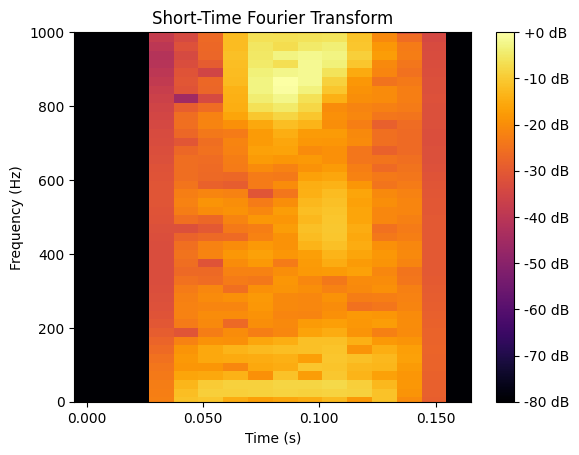 Short-Time Fourier Transform
1000
800
600
400
200
0
Frequency (Hz)
0.000
0.050
0.100
0.150
Time (s)
+0 dB
-10 dB
-20 dB
-30 dB
-40 dB
-50 dB
-60 dB
-70 dB
-80 dB